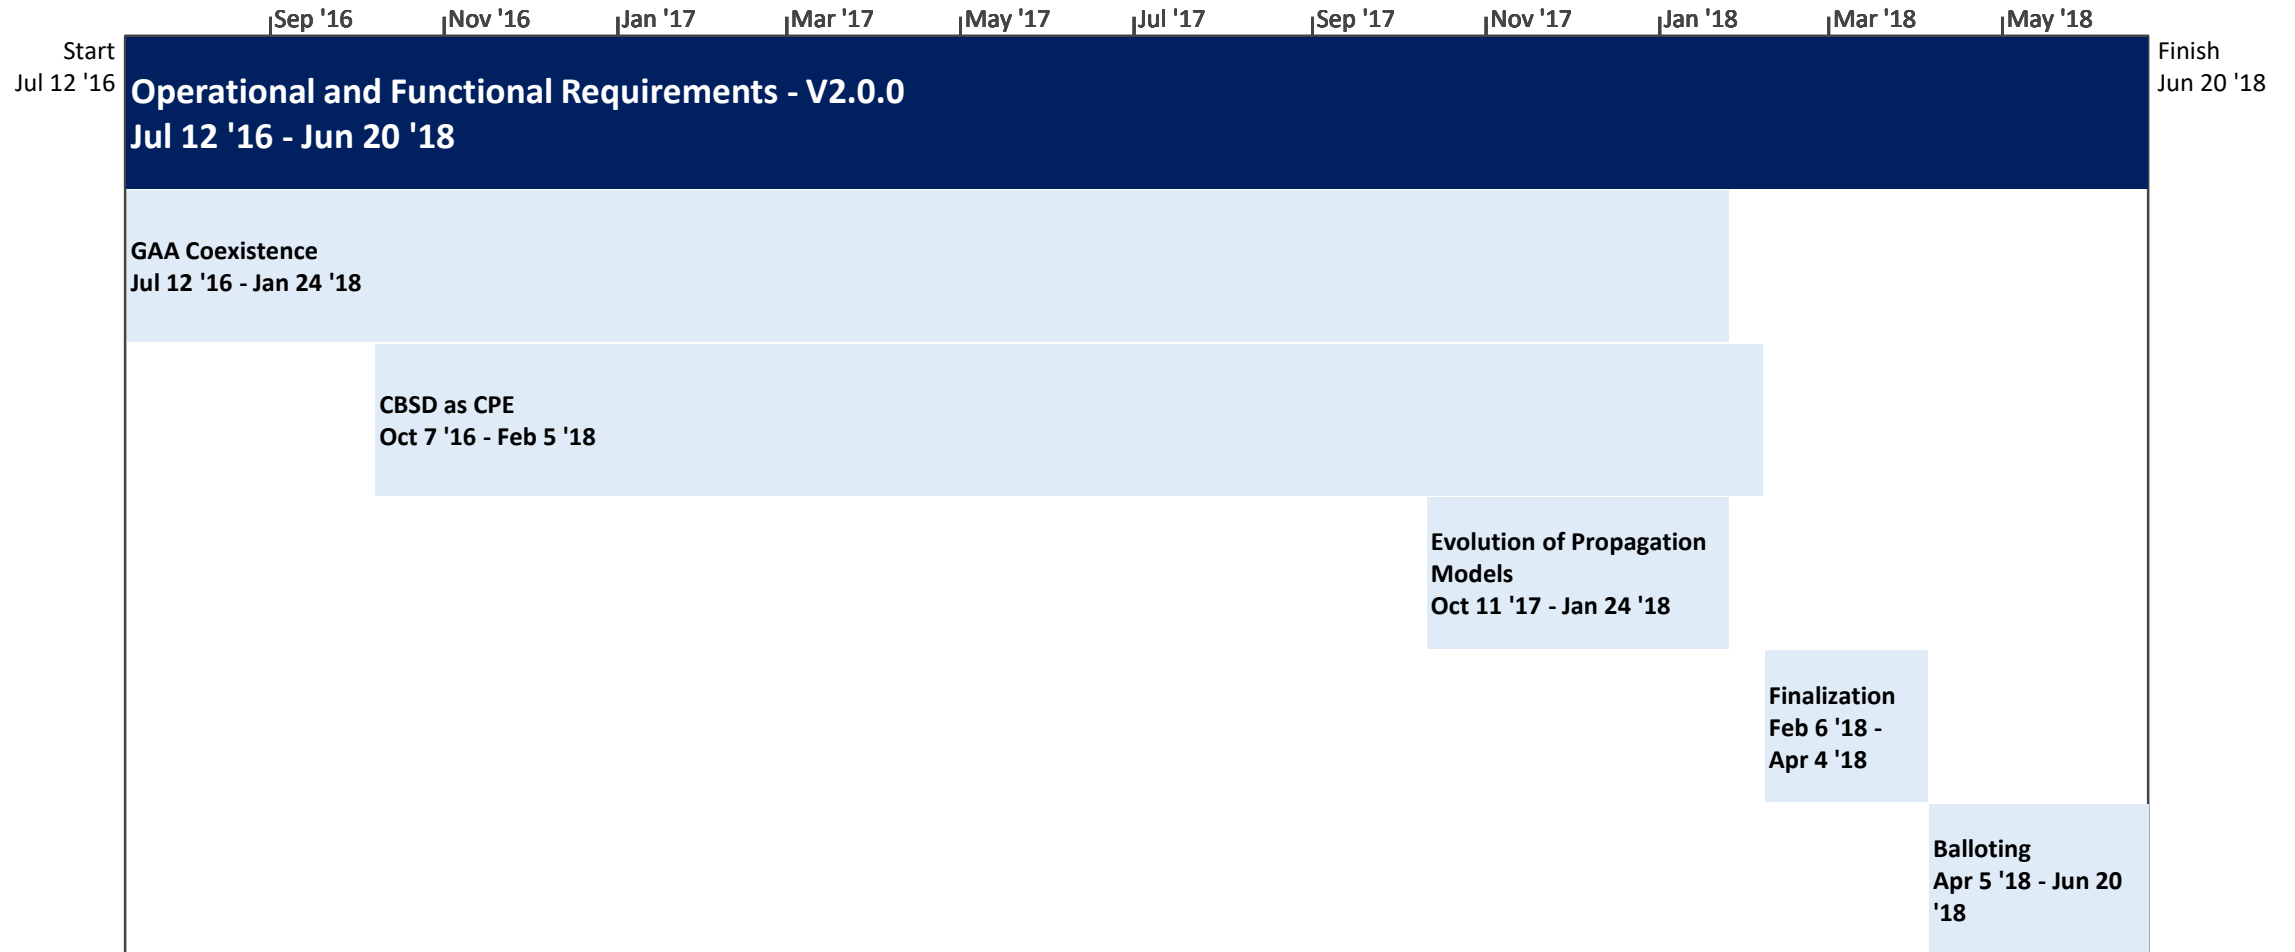 Sep '16
Nov '16
Jan '17
Mar '17
May '17
Jul '17
Sep '17
Nov '17
Jan '18
Mar '18
May '18
Start
Jul 12 '16
Finish
Jun 20 '18
Operational and Functional Requirements - V2.0.0
Jul 12 '16 - Jun 20 '18
GAA Coexistence
Jul 12 '16 - Jan 24 '18
CBSD as CPE
Oct 7 '16 - Feb 5 '18
Evolution of Propagation
Models
Oct 11 '17 - Jan 24 '18
Finalization
Feb 6 '18 -
Apr 4 '18
Balloting
Apr 5 '18 - Jun 20
'18